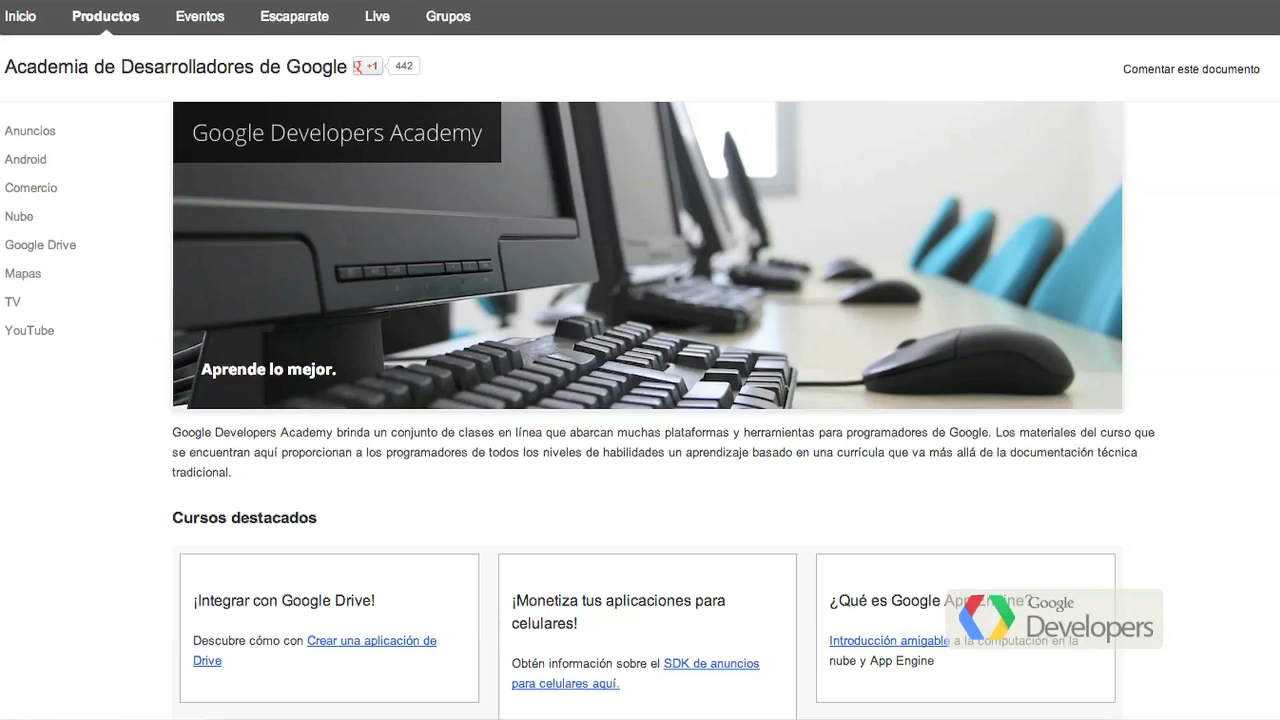 Inicio Productos Eventos Escaparate Live Grupos
Academia de Desarrolladores de Google +1 442
Comentar este documento
Anuncios
Android
Comercio
Nube
Google Drive
Mapas
TV
YouTube
Google Developers Academy
Aprende lo mejor.
Google Developers Academy brinda un conjunto de clases en línea que abarcan muchas plataformas y herramientas para programadores de Google. Los materiales del curso que
se encuentran aquí proporcionan a los programadores de todos los niveles de habilidades un aprendizaje basado en una currícula que va más allá de la documentación técnica
tradicional.
Cursos destacados
¡Integrar con Google Drive!
Descubre cómo con Crear una aplicación de
Drive
¡Monetiza tus aplicaciones para
celulares!
Obtén información sobre el SDK de anuncios
para celulares aquí.
¿Qué es Google App Engine?
Introducción amigable a la computación en la
nube y App Engine
Google
Developers